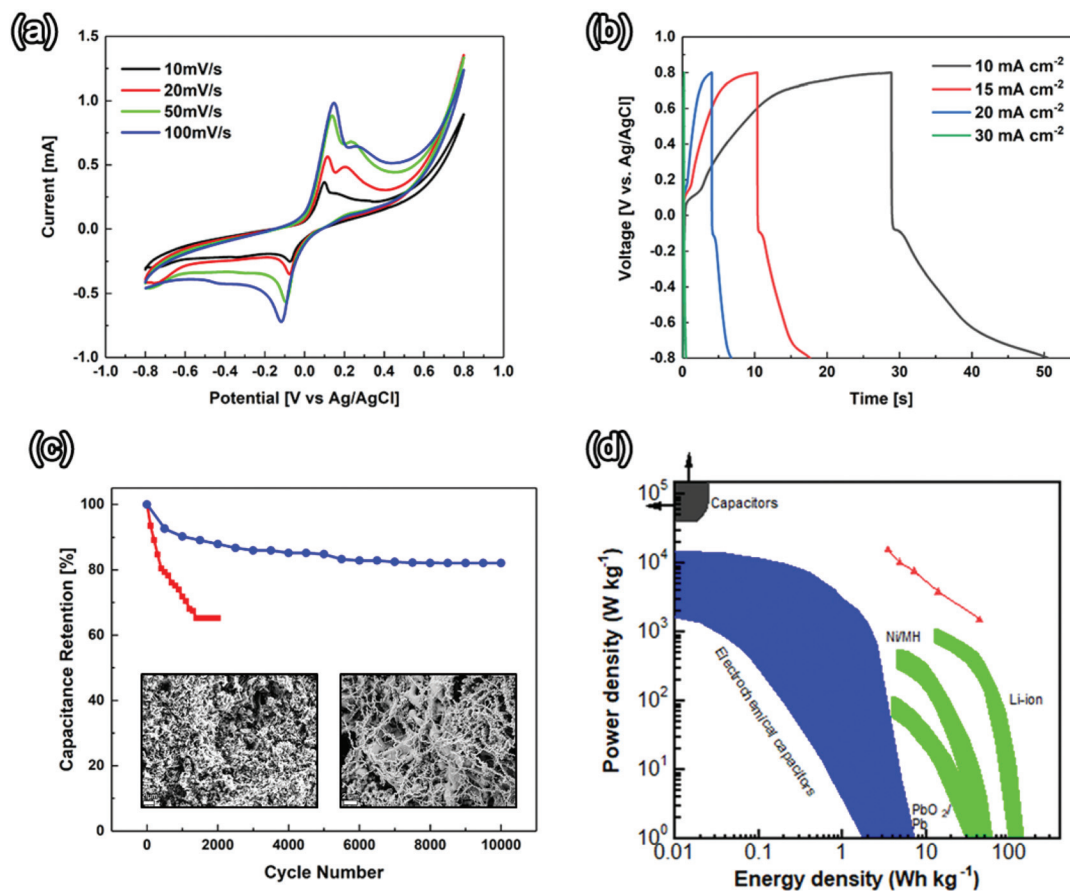 (a)
1.5
1.0
0.5
0.0
-0.5
-1.0
Current [mA]
10mV/s
20mV/s
50mV/s
100mV/s
-1.0 -0.8 -0.6 -0.4 -0.2 0.0 0.2 0.4 0.6 0.8 1.0
Potential [V vs Ag/AgCl]
(b)
1.0
0.8
0.6
0.4
0.2
0.0
-0.2
-0.4
-0.6
-0.8
Voltage [V vs. Ag/AgCl]
10 mA cm⁻²
15 mA cm⁻²
20 mA cm⁻²
30 mA cm⁻²
0 10 20 30 40 50
Time [s]
(c)
100
80
60
40
20
0
Capacitance Retention [%]
0 2000 4000 6000 8000 10000
Cycle Number
(d)
10⁵
10⁴
10³
10²
10¹
10⁰
Power density (W kg⁻¹)
Capacitors
Electrochemical capacitors
Ni/MH
Li-ion
PbO₂/
Pb
0.01 0.1 1 10 100
Energy density (Wh kg⁻¹)